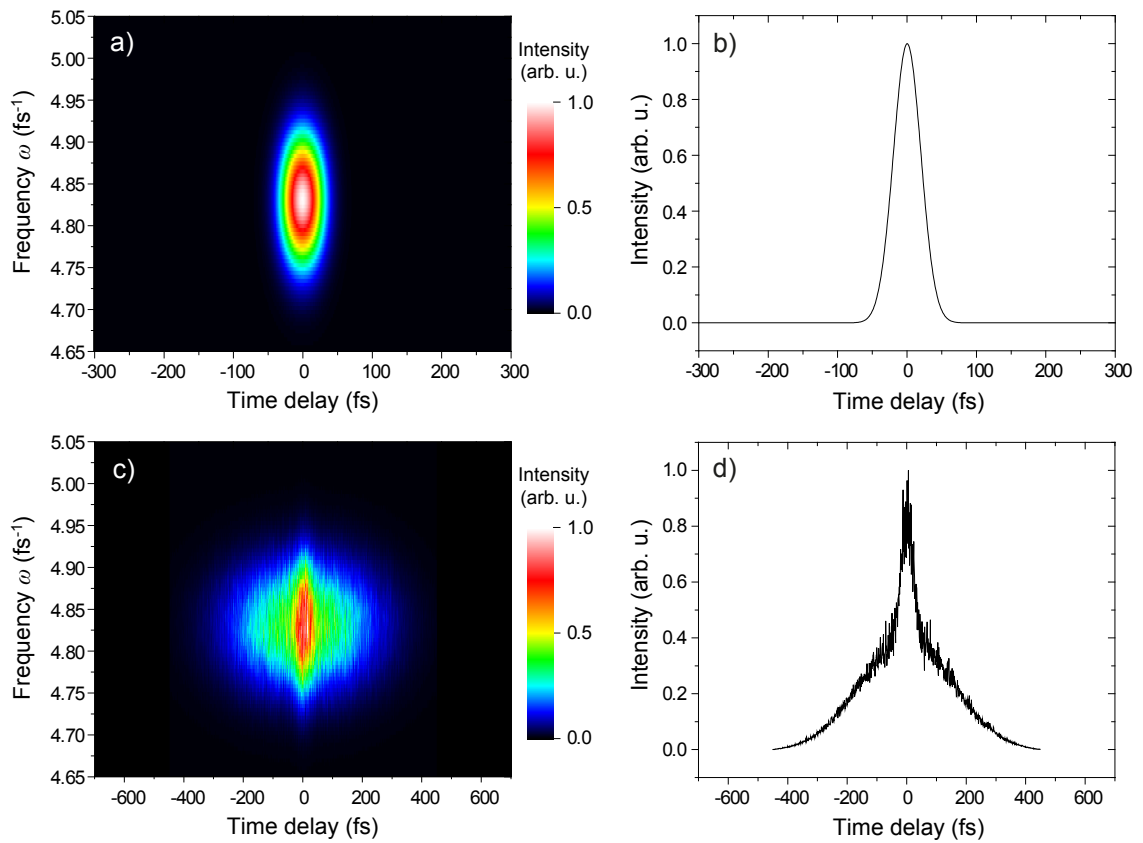 a)
5.05
5.00
4.95
4.90
4.85
4.80
4.75
4.70
4.65
Frequency ω (fs⁻¹)
-300 -200 -100 0 100 200 300
Time delay (fs)
Intensity
(arb. u.)
1.0
0.5
0.0
b)
1.0
0.8
0.6
0.4
0.2
0.0
Intensity (arb. u.)
-300 -200 -100 0 100 200 300
Time delay (fs)
c)
5.05
5.00
4.95
4.90
4.85
4.80
4.75
4.70
4.65
Frequency ω (fs⁻¹)
-600 -400 -200 0 200 400 600
Time delay (fs)
Intensity
(arb. u.)
1.0
0.5
0.0
d)
1.0
0.8
0.6
0.4
0.2
0.0
Intensity (arb. u.)
-600 -400 -200 0 200 400 600
Time delay (fs)